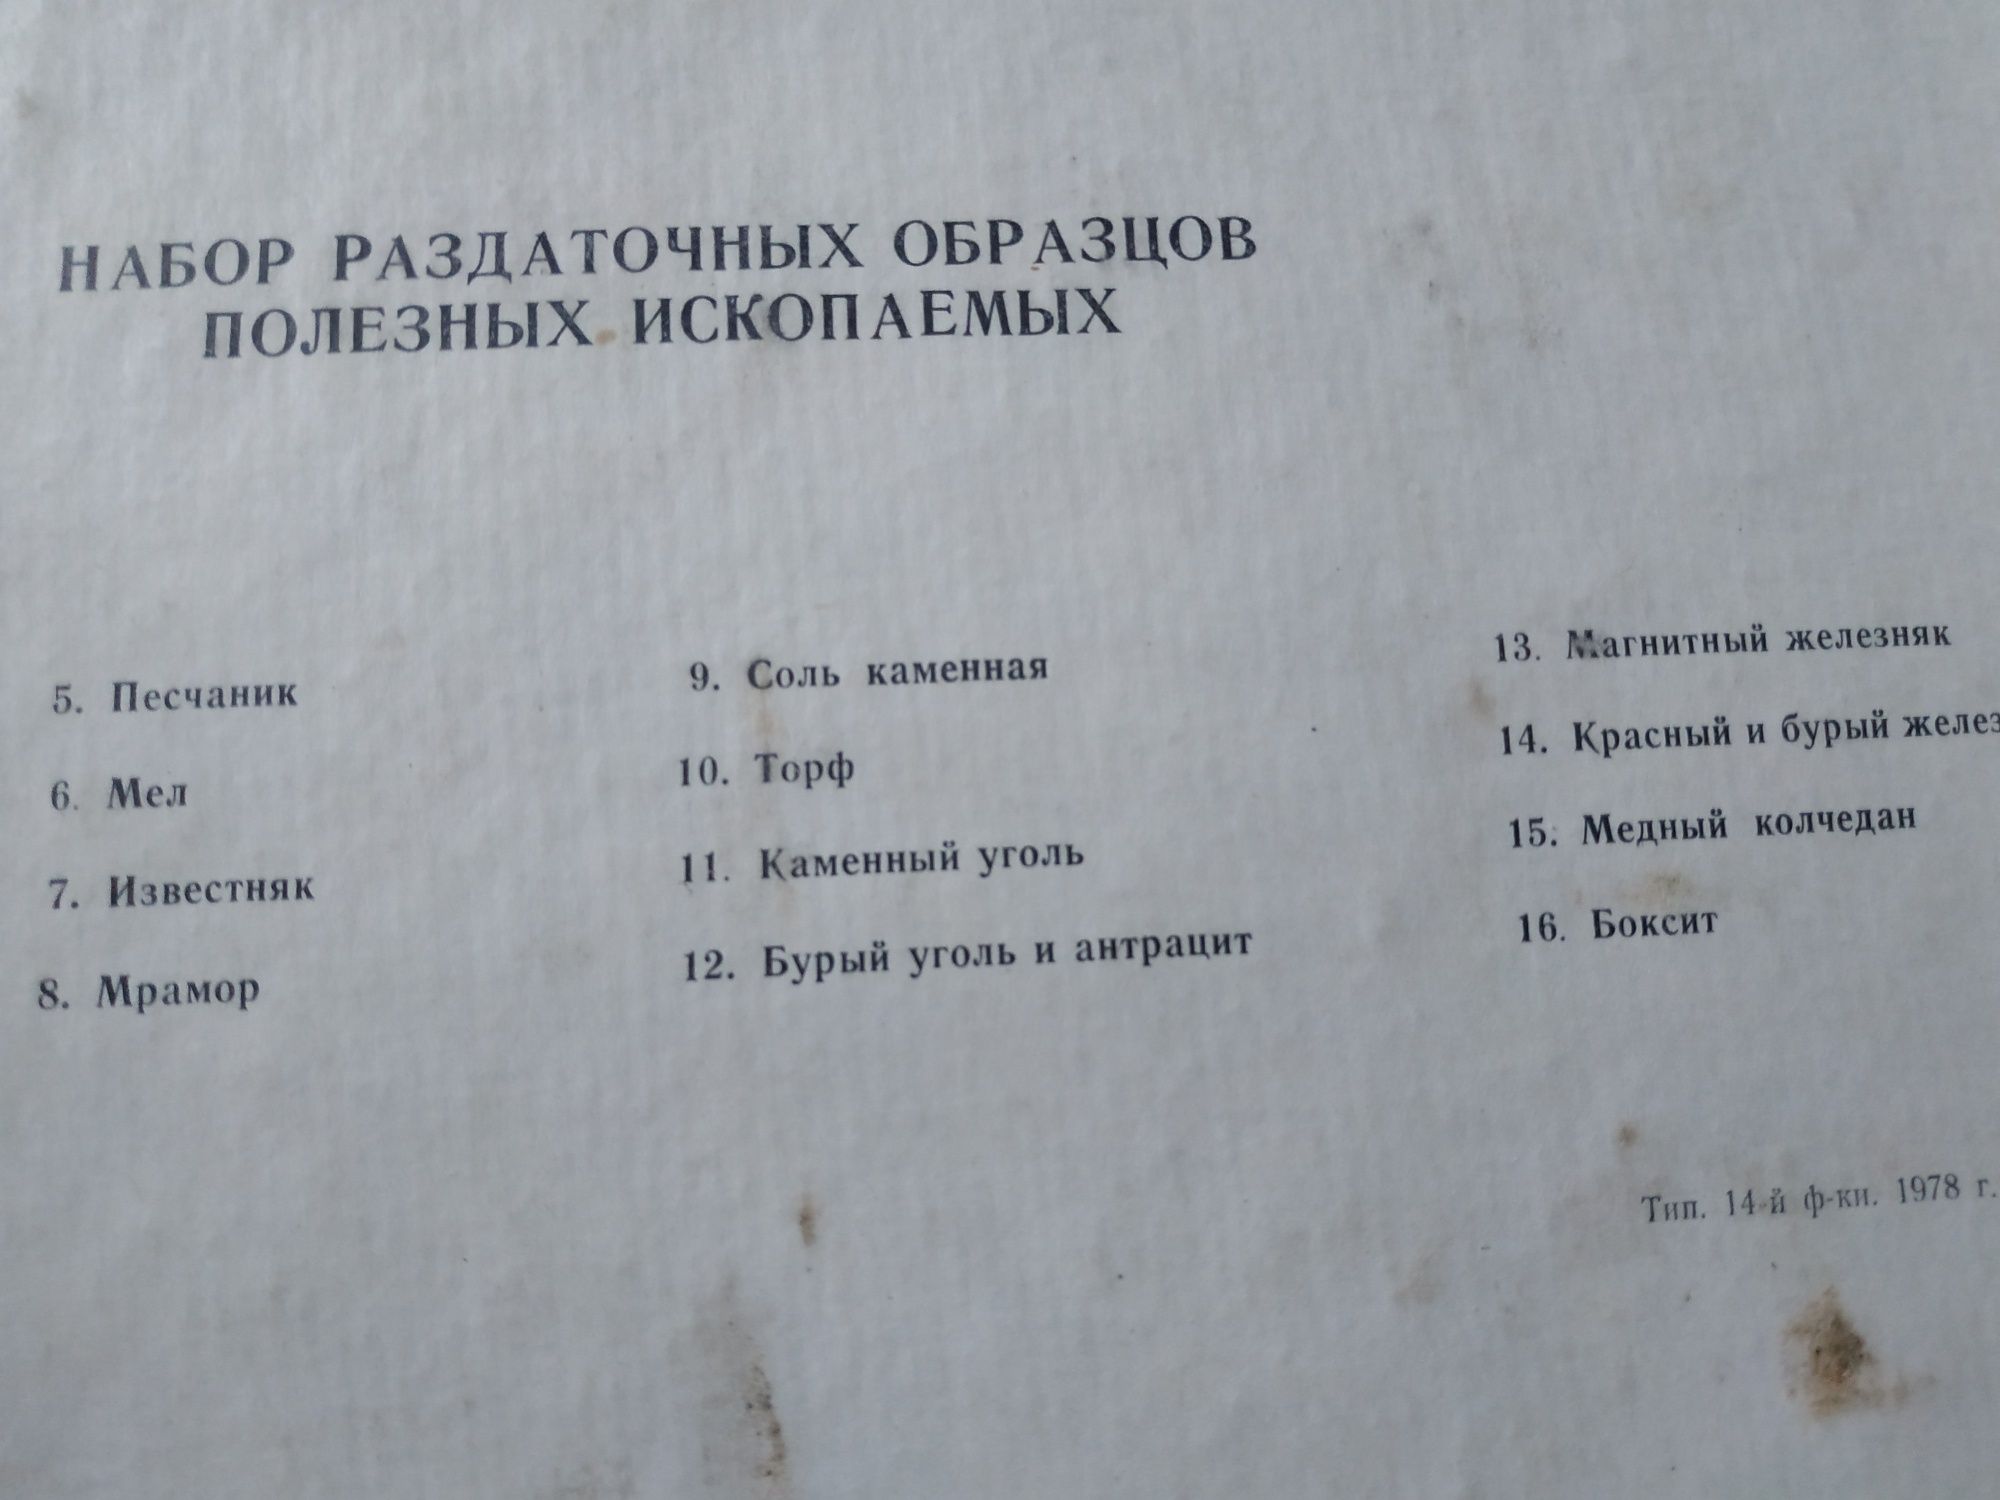 НАБОР РАЗДАТОЧНЫХ ОБРАЗЦОВ
ПОЛЕЗНЫХ ИСКОПАЕМЫХ
5. Песчаник
6. Мел
7. Известняк
8. Мрамор
9. Соль каменная
10. Торф
11. Каменный уголь
12. Бурый уголь и антрацит
13. Магнитный железняк
14. Красный и бурый желез
15. Медный колчедан
16. Боксит
Тип. 14-й ф-ки. 1978 г.